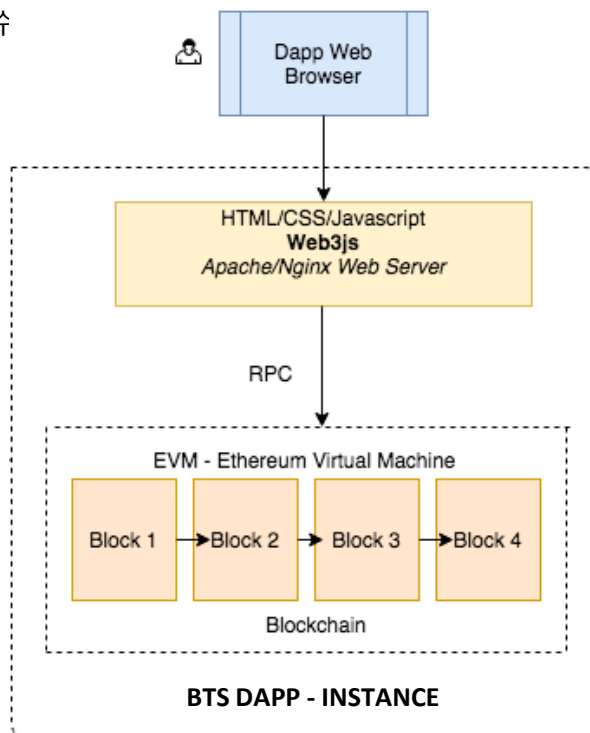 Dapp Web
Browser
HTML/CSS/Javascript
Web3js
Apache/Nginx Web Server
RPC
EVM - Ethereum Virtual Machine
Block 1
Block 2
Block 3
Block 4
Blockchain
BTS DAPP - INSTANCE